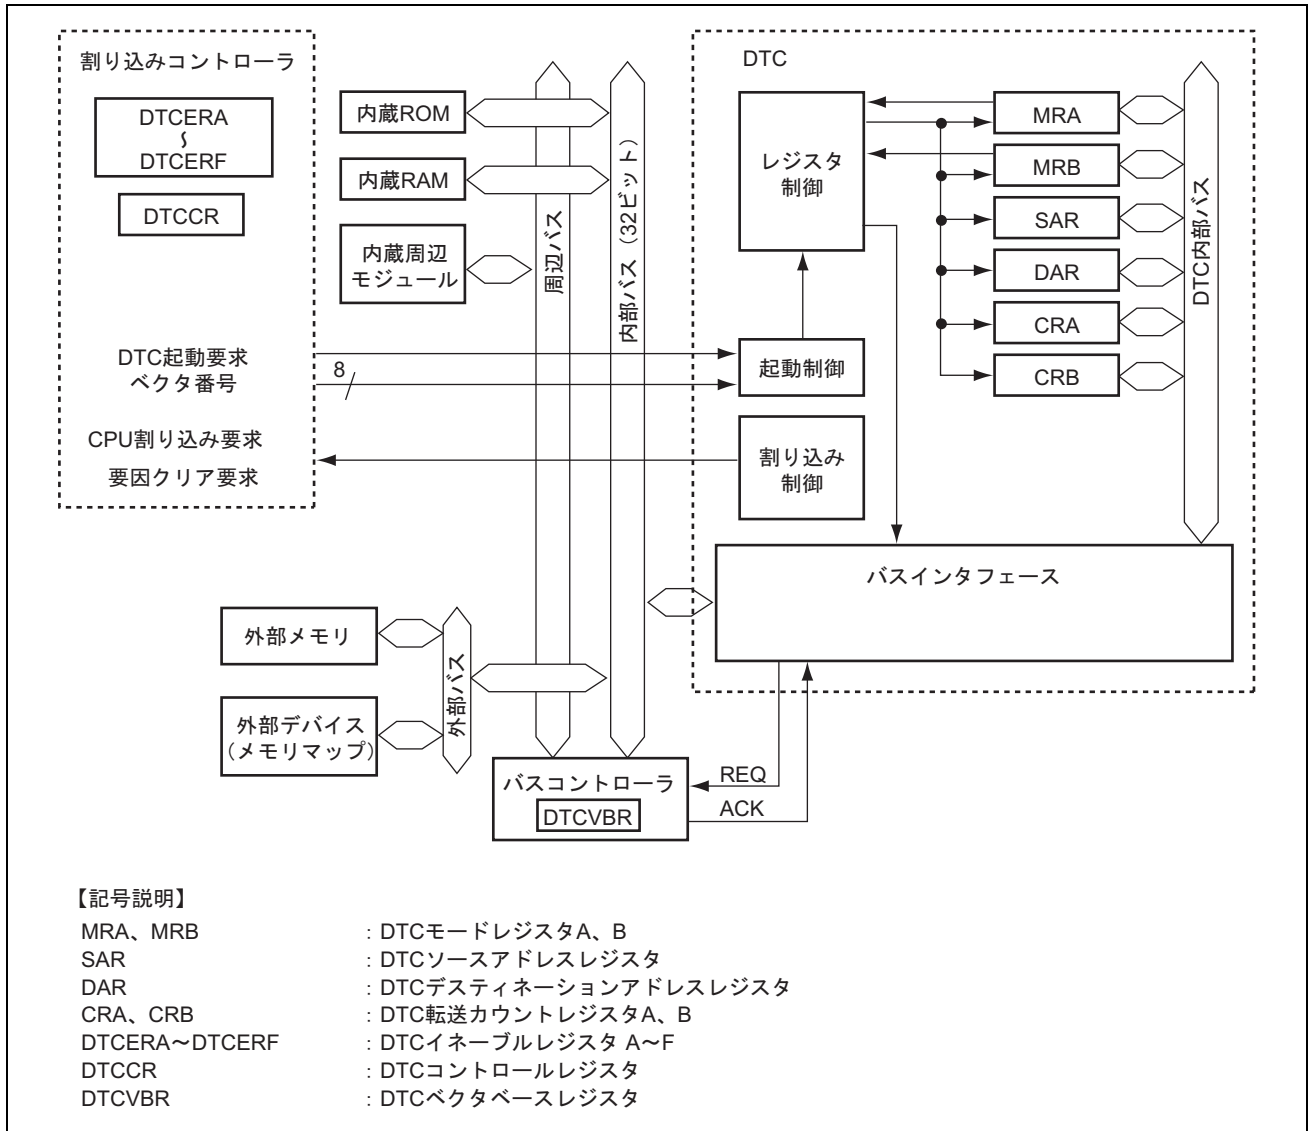 割り込みコントローラ
DTCERA
〜
DTCERF
DTCCR
DTC起動要求
ベクタ番号
8
CPU割り込み要求
要因クリア要求
内蔵ROM
内蔵RAM
内蔵周辺
モジュール
周辺バス
内部バス（32ビット）
DTC
レジスタ
制御
起動制御
割り込み
制御
MRA
MRB
SAR
DAR
CRA
CRB
DTC内部バス
バスインタフェース
外部メモリ
外部デバイス
（メモリマップ）
外部バス
バスコントローラ
DTCVBR
REQ
ACK
【記号説明】
MRA、MRB : DTCモードレジスタA、B
SAR : DTCソースアドレスレジスタ
DAR : DTCデスティネーションアドレスレジスタ
CRA、CRB : DTC転送カウントレジスタA、B
DTCERA〜DTCERF : DTCイネーブルレジスタ A〜F
DTCCR : DTCコントロールレジスタ
DTCVBR : DTCベクタベースレジスタ